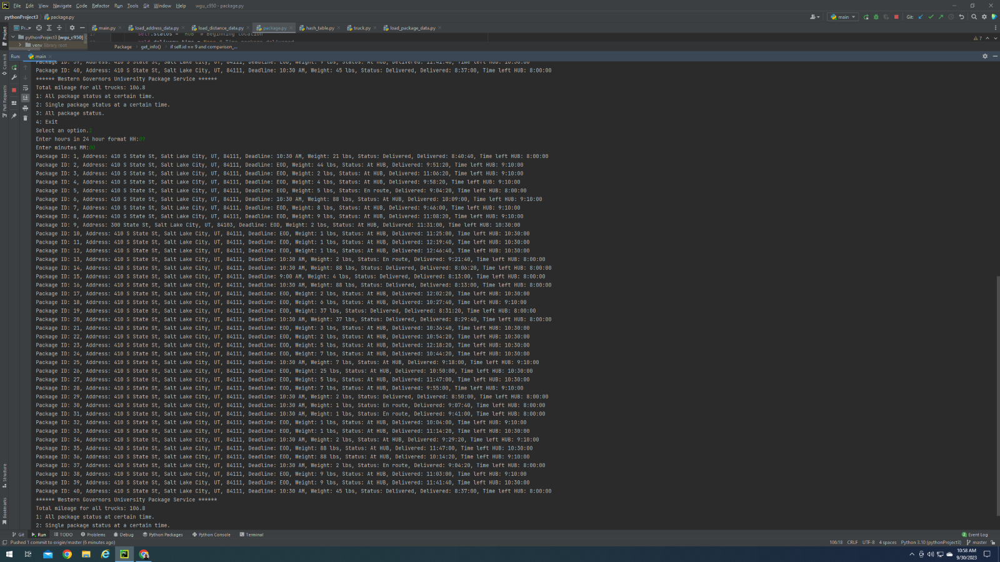 File Edit View Navigate Code Refactor Run Tools Git Window Help wgu_c950 - package.py
pythonProject3 package.py main Git:
Pr... main.py load_address_data.py load_distance_data.py package.py hash_table.py truck.py load_package_data.py
pythonProject3 [wgu_c950] 7
venv library root
Package get_info() if self.id == 9 and comparison_...
Run: main
Package ID: 39, Address: 410 S State St, Salt Lake City, UT, 84111, Deadline: EOD, Weight: 9 lbs, Status: At HUB, Delivered: 11:41:40, Time left HUB: 10:30:00
Package ID: 40, Address: 410 S State St, Salt Lake City, UT, 84111, Deadline: 10:30 AM, Weight: 45 lbs, Status: Delivered, Delivered: 8:37:00, Time left HUB: 8:00:00
****** Western Governors University Package Service ******
Total mileage for all trucks: 106.8
1: All package status at certain time.
2: Single package status at a certain time.
3: All package status.
4: Exit
Select an option.
Enter hours in 24 hour format HH:09
Enter minutes MM:00
Package ID: 1, Address: 410 S State St, Salt Lake City, UT, 84111, Deadline: 10:30 AM, Weight: 21 lbs, Status: Delivered, Delivered: 8:40:40, Time left HUB: 8:00:00
Package ID: 2, Address: 410 S State St, Salt Lake City, UT, 84111, Deadline: EOD, Weight: 44 lbs, Status: At HUB, Delivered: 9:51:20, Time left HUB: 9:10:00
Package ID: 3, Address: 410 S State St, Salt Lake City, UT, 84111, Deadline: EOD, Weight: 2 lbs, Status: At HUB, Delivered: 11:06:20, Time left HUB: 9:10:00
Package ID: 4, Address: 410 S State St, Salt Lake City, UT, 84111, Deadline: EOD, Weight: 4 lbs, Status: At HUB, Delivered: 9:58:20, Time left HUB: 9:10:00
Package ID: 5, Address: 410 S State St, Salt Lake City, UT, 84111, Deadline: EOD, Weight: 5 lbs, Status: En route, Delivered: 9:04:20, Time left HUB: 8:00:00
Package ID: 6, Address: 410 S State St, Salt Lake City, UT, 84111, Deadline: 10:30 AM, Weight: 88 lbs, Status: At HUB, Delivered: 10:09:00, Time left HUB: 9:10:00
Package ID: 7, Address: 410 S State St, Salt Lake City, UT, 84111, Deadline: EOD, Weight: 8 lbs, Status: At HUB, Delivered: 9:46:00, Time left HUB: 9:10:00
Package ID: 8, Address: 410 S State St, Salt Lake City, UT, 84111, Deadline: EOD, Weight: 9 lbs, Status: At HUB, Delivered: 11:08:20, Time left HUB: 9:10:00
Package ID: 9, Address: 300 State St, Salt Lake City, UT, 84103, Deadline: EOD, Weight: 2 lbs, Status: At HUB, Delivered: 11:31:00, Time left HUB: 10:30:00
Package ID: 10, Address: 410 S State St, Salt Lake City, UT, 84111, Deadline: EOD, Weight: 1 lbs, Status: At HUB, Delivered: 11:25:00, Time left HUB: 10:30:00
Package ID: 11, Address: 410 S State St, Salt Lake City, UT, 84111, Deadline: EOD, Weight: 1 lbs, Status: At HUB, Delivered: 12:19:40, Time left HUB: 10:30:00
Package ID: 12, Address: 410 S State St, Salt Lake City, UT, 84111, Deadline: EOD, Weight: 1 lbs, Status: At HUB, Delivered: 12:46:40, Time left HUB: 10:30:00
Package ID: 13, Address: 410 S State St, Salt Lake City, UT, 84111, Deadline: 10:30 AM, Weight: 2 lbs, Status: En route, Delivered: 9:21:40, Time left HUB: 8:00:00
Package ID: 14, Address: 410 S State St, Salt Lake City, UT, 84111, Deadline: 10:30 AM, Weight: 88 lbs, Status: Delivered, Delivered: 8:06:20, Time left HUB: 8:00:00
Package ID: 15, Address: 410 S State St, Salt Lake City, UT, 84111, Deadline: 9:00 AM, Weight: 4 lbs, Status: Delivered, Delivered: 8:13:00, Time left HUB: 8:00:00
Package ID: 16, Address: 410 S State St, Salt Lake City, UT, 84111, Deadline: 10:30 AM, Weight: 88 lbs, Status: Delivered, Delivered: 8:13:00, Time left HUB: 8:00:00
Package ID: 17, Address: 410 S State St, Salt Lake City, UT, 84111, Deadline: EOD, Weight: 2 lbs, Status: At HUB, Delivered: 12:02:20, Time left HUB: 10:30:00
Package ID: 18, Address: 410 S State St, Salt Lake City, UT, 84111, Deadline: EOD, Weight: 6 lbs, Status: At HUB, Delivered: 10:27:40, Time left HUB: 9:10:00
Package ID: 19, Address: 410 S State St, Salt Lake City, UT, 84111, Deadline: EOD, Weight: 37 lbs, Status: Delivered, Delivered: 8:31:20, Time left HUB: 8:00:00
Package ID: 20, Address: 410 S State St, Salt Lake City, UT, 84111, Deadline: 10:30 AM, Weight: 37 lbs, Status: Delivered, Delivered: 8:29:40, Time left HUB: 8:00:00
Package ID: 21, Address: 410 S State St, Salt Lake City, UT, 84111, Deadline: EOD, Weight: 3 lbs, Status: At HUB, Delivered: 10:36:40, Time left HUB: 10:30:00
Package ID: 22, Address: 410 S State St, Salt Lake City, UT, 84111, Deadline: EOD, Weight: 2 lbs, Status: At HUB, Delivered: 10:54:20, Time left HUB: 10:30:00
Package ID: 23, Address: 410 S State St, Salt Lake City, UT, 84111, Deadline: EOD, Weight: 5 lbs, Status: At HUB, Delivered: 12:18:20, Time left HUB: 10:30:00
Package ID: 24, Address: 410 S State St, Salt Lake City, UT, 84111, Deadline: EOD, Weight: 7 lbs, Status: At HUB, Delivered: 10:44:20, Time left HUB: 10:30:00
Package ID: 25, Address: 410 S State St, Salt Lake City, UT, 84111, Deadline: 10:30 AM, Weight: 7 lbs, Status: At HUB, Delivered: 9:18:00, Time left HUB: 9:10:00
Package ID: 26, Address: 410 S State St, Salt Lake City, UT, 84111, Deadline: EOD, Weight: 25 lbs, Status: At HUB, Delivered: 10:50:00, Time left HUB: 10:30:00
Package ID: 27, Address: 410 S State St, Salt Lake City, UT, 84111, Deadline: EOD, Weight: 5 lbs, Status: At HUB, Delivered: 11:47:00, Time left HUB: 10:30:00
Package ID: 28, Address: 410 S State St, Salt Lake City, UT, 84111, Deadline: EOD, Weight: 7 lbs, Status: At HUB, Delivered: 9:55:00, Time left HUB: 9:10:00
Package ID: 29, Address: 410 S State St, Salt Lake City, UT, 84111, Deadline: 10:30 AM, Weight: 2 lbs, Status: Delivered, Delivered: 8:50:00, Time left HUB: 8:00:00
Package ID: 30, Address: 410 S State St, Salt Lake City, UT, 84111, Deadline: 10:30 AM, Weight: 1 lbs, Status: En route, Delivered: 9:07:40, Time left HUB: 8:00:00
Package ID: 31, Address: 410 S State St, Salt Lake City, UT, 84111, Deadline: 10:30 AM, Weight: 1 lbs, Status: En route, Delivered: 9:41:00, Time left HUB: 8:00:00
Package ID: 32, Address: 410 S State St, Salt Lake City, UT, 84111, Deadline: EOD, Weight: 1 lbs, Status: At HUB, Delivered: 10:04:00, Time left HUB: 9:10:00
Package ID: 33, Address: 410 S State St, Salt Lake City, UT, 84111, Deadline: EOD, Weight: 1 lbs, Status: At HUB, Delivered: 11:14:20, Time left HUB: 10:30:00
Package ID: 34, Address: 410 S State St, Salt Lake City, UT, 84111, Deadline: 10:30 AM, Weight: 2 lbs, Status: At HUB, Delivered: 9:29:20, Time left HUB: 9:10:00
Package ID: 35, Address: 410 S State St, Salt Lake City, UT, 84111, Deadline: EOD, Weight: 88 lbs, Status: At HUB, Delivered: 11:47:00, Time left HUB: 10:30:00
Package ID: 36, Address: 410 S State St, Salt Lake City, UT, 84111, Deadline: EOD, Weight: 88 lbs, Status: At HUB, Delivered: 10:14:20, Time left HUB: 9:10:00
Package ID: 37, Address: 410 S State St, Salt Lake City, UT, 84111, Deadline: 10:30 AM, Weight: 2 lbs, Status: En route, Delivered: 9:04:20, Time left HUB: 8:00:00
Package ID: 38, Address: 410 S State St, Salt Lake City, UT, 84111, Deadline: EOD, Weight: 9 lbs, Status: At HUB, Delivered: 11:03:00, Time left HUB: 9:10:00
Package ID: 39, Address: 410 S State St, Salt Lake City, UT, 84111, Deadline: EOD, Weight: 9 lbs, Status: At HUB, Delivered: 11:41:40, Time left HUB: 10:30:00
Package ID: 40, Address: 410 S State St, Salt Lake City, UT, 84111, Deadline: 10:30 AM, Weight: 45 lbs, Status: Delivered, Delivered: 8:37:00, Time left HUB: 8:00:00
****** Western Governors University Package Service ******
Total mileage for all trucks: 106.8
1: All package status at certain time.
2: Single package status at a certain time.
Project
Commit
Pull Requests
Structure
Bookmarks
Git Run TODO Problems Debug Python Packages Python Console Terminal 2 Event Log
Pushed 1 commit to origin/master (6 minutes ago) 106:18 CRLF UTF-8 4 spaces Python 3.10 (pythonProject3) master
10:58 AM
9/30/2023